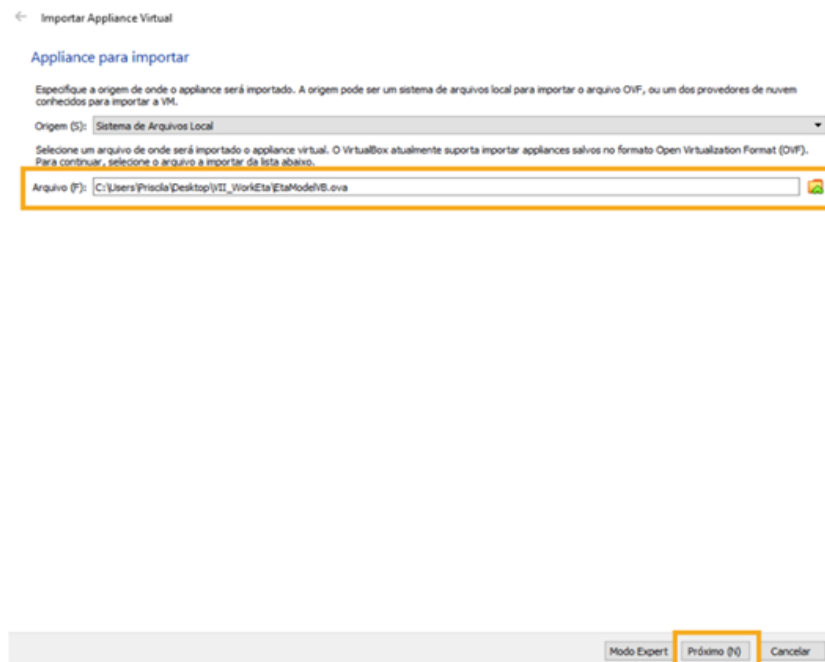 Importar Appliance Virtual
Appliance para importar
Especifique a origem de onde o appliance será importado. A origem pode ser um sistema de arquivos local para importar o arquivo OVF, ou um dos provedores de nuvem
conhecidos para importar a VM.
Origem (S): Sistema de Arquivos Local
Selecione um arquivo de onde será importado o appliance virtual. O VirtualBox atualmente suporta importar appliances salvos no formato Open Virtualization Format (OVF).
Para continuar, selecione o arquivo a importar da lista abaixo.
Arquivo (F): C:\Users\Priscila\Desktop\VII_WorkEta\EtaModelVB.ova
Modo Expert Próximo (N) Cancelar